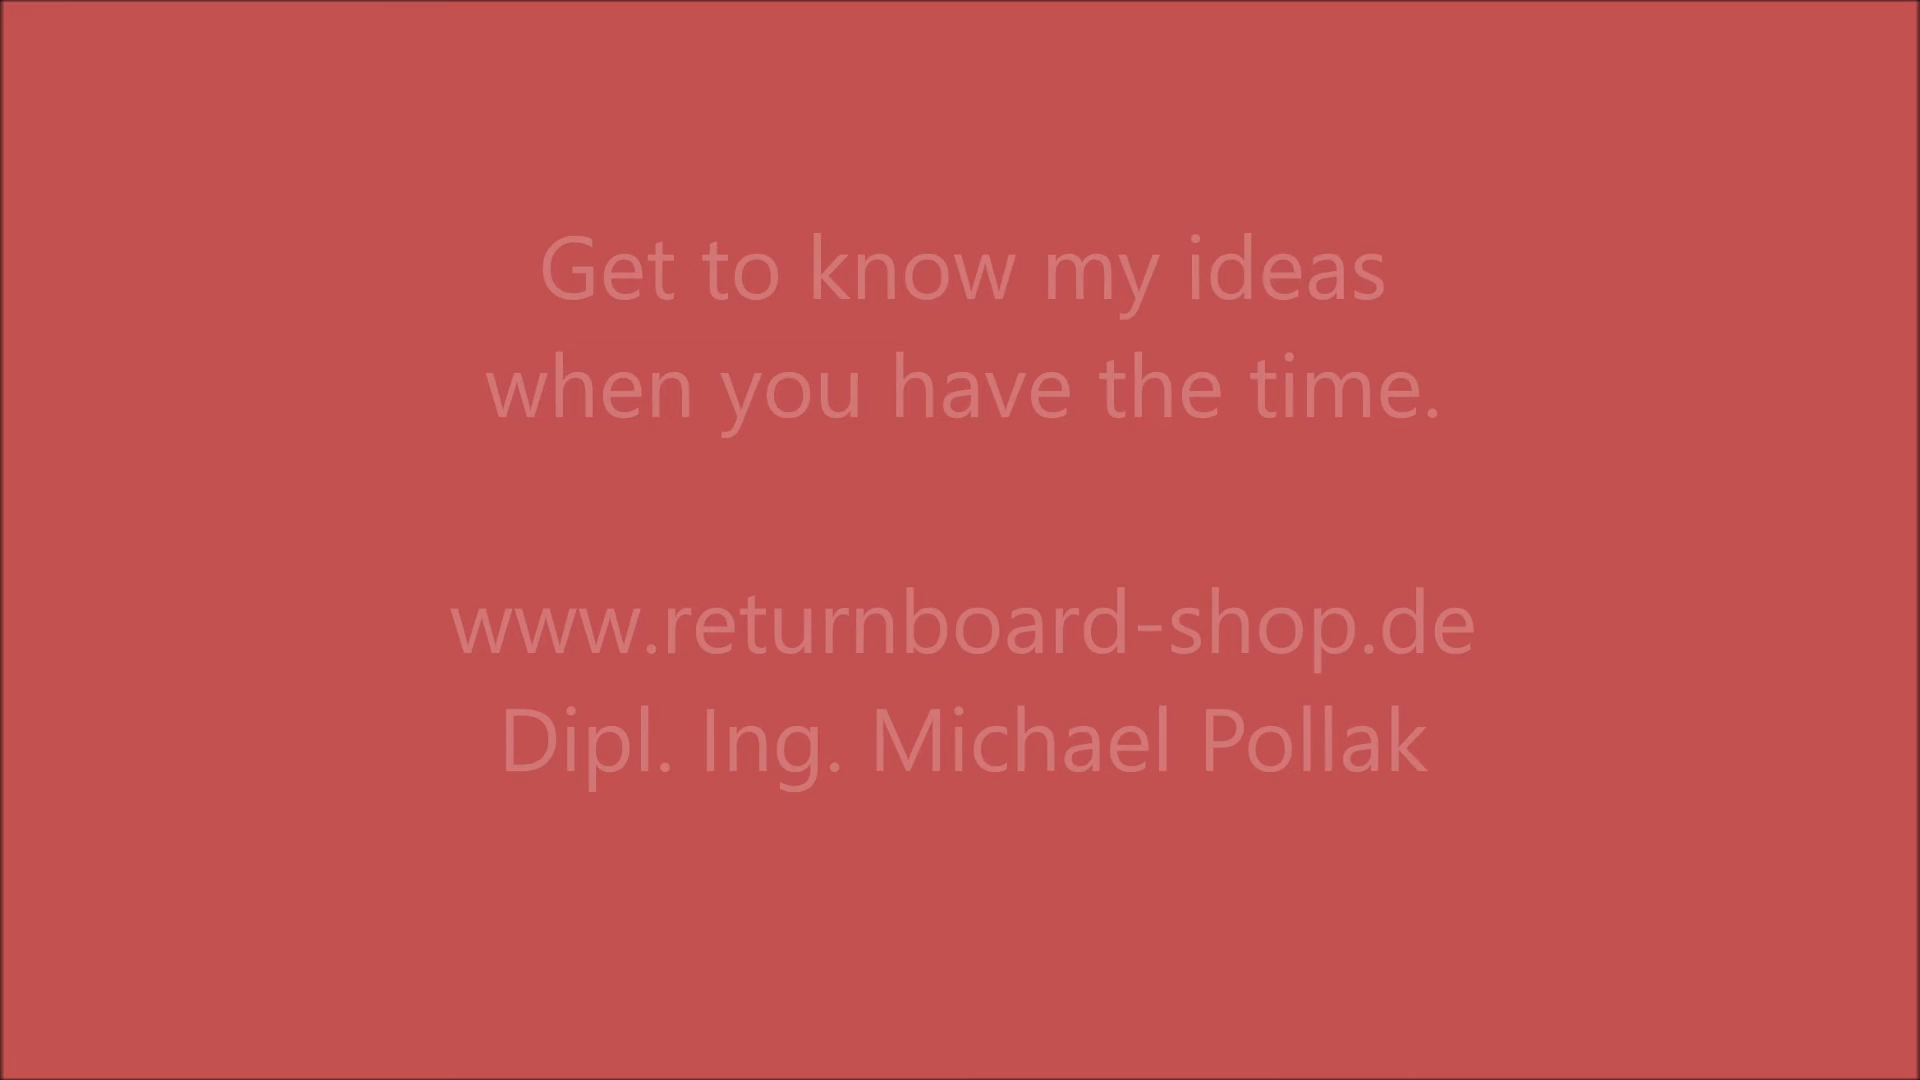 Get to know my ideas
when you have the time.
www.returnboard-shop.de
Dipl. Ing. Michael Pollak